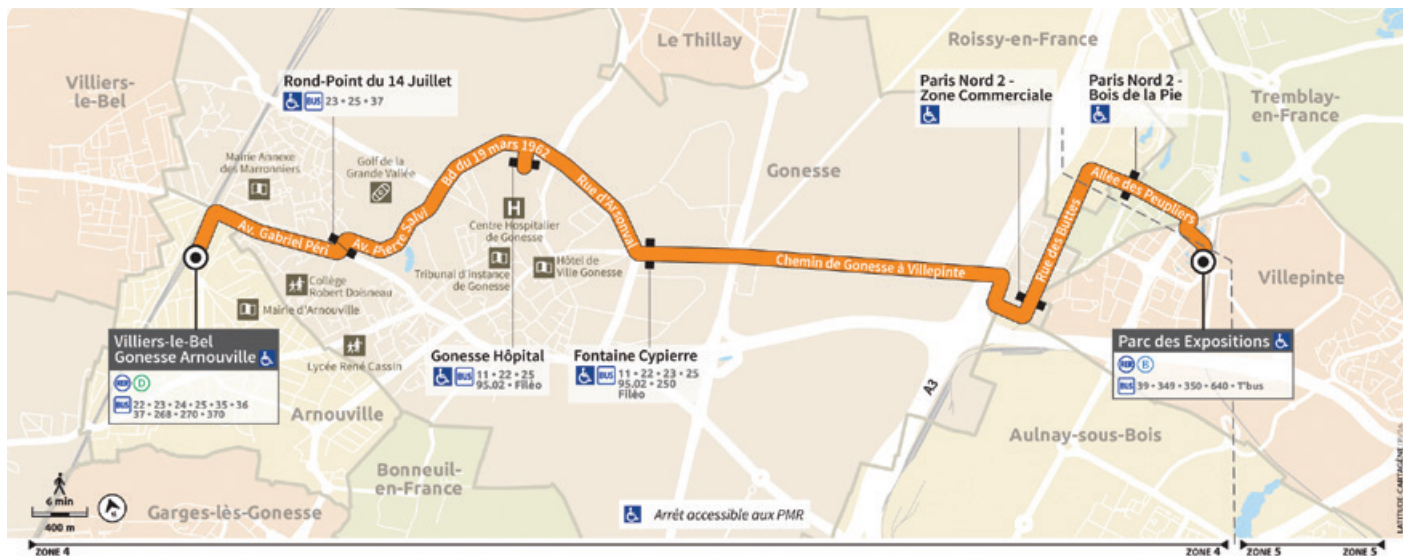 Le Thillay
Roissy-en-France
Villiers-
le-Bel
Rond-Point du 14 Juillet
BUS 23 • 25 • 37
Paris Nord 2 -
Zone Commerciale
Paris Nord 2 -
Bois de la Pie
Tremblay-
en-France
Mairie Annexe
des Marronniers
Golf de la
Grande Vallée
Bd du 19 mars 1962
Gonesse
Rue d'Arsonval
Allée des Peupliers
Av. Gabriel Péri
Av. Pierre Salvi
H
Centre Hospitalier
de Gonesse
Rue des Buttes
Hôtel de
Ville Gonesse
Tribunal d'Instance
de Gonesse
Chemin de Gonesse à Villepinte
Villepinte
Collège
Robert Doisneau
Mairie d'Arnouville
Villiers-le-Bel
Gonesse Arnouville
RER D
BUS 22 • 23 • 24 • 25 • 35 • 36
37 • 268 • 270 • 370
Lycée René Cassin
Gonesse Hôpital
BUS 11 • 22 • 25
95.02 • Filéo
Fontaine Cypierre
BUS 11 • 22 • 23 • 25
95.02 • 250
Filéo
Parc des Expositions
RER B
BUS 39 • 349 • 350 • 640 • T'bus
A3
Arnouville
Aulnay-sous-Bois
Bonneuil-
en-France
6 min
400 m
N
Garges-lès-Gonesse
Arrêt accessible aux PMR
ZONE 4
ZONE 4
ZONE 5
ZONE 5